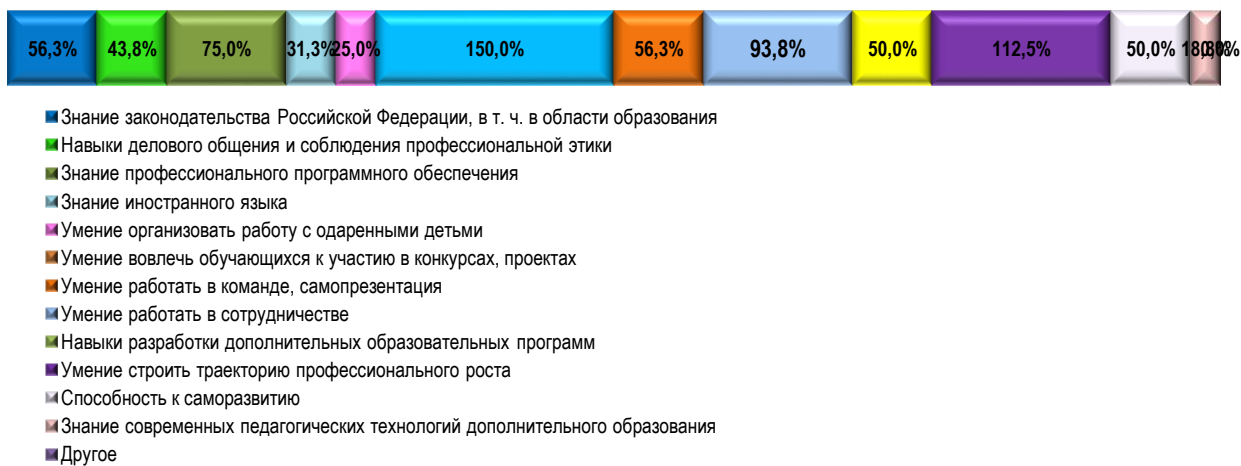 56,3% 43,8% 75,0% 31,3% 25,0% 150,0% 56,3% 93,8% 50,0% 112,5% 50,0%
Знание законодательства Российской Федерации, в т. ч. в области образования
Навыки делового общения и соблюдения профессиональной этики
Знание профессионального программного обеспечения
Знание иностранного языка
Умение организовать работу с одаренными детьми
Умение вовлечь обучающихся к участию в конкурсах, проектах
Умение работать в команде, самопрезентация
Умение работать в сотрудничестве
Навыки разработки дополнительных образовательных программ
Умение строить траекторию профессионального роста
Способность к саморазвитию
Знание современных педагогических технологий дополнительного образования
Другое